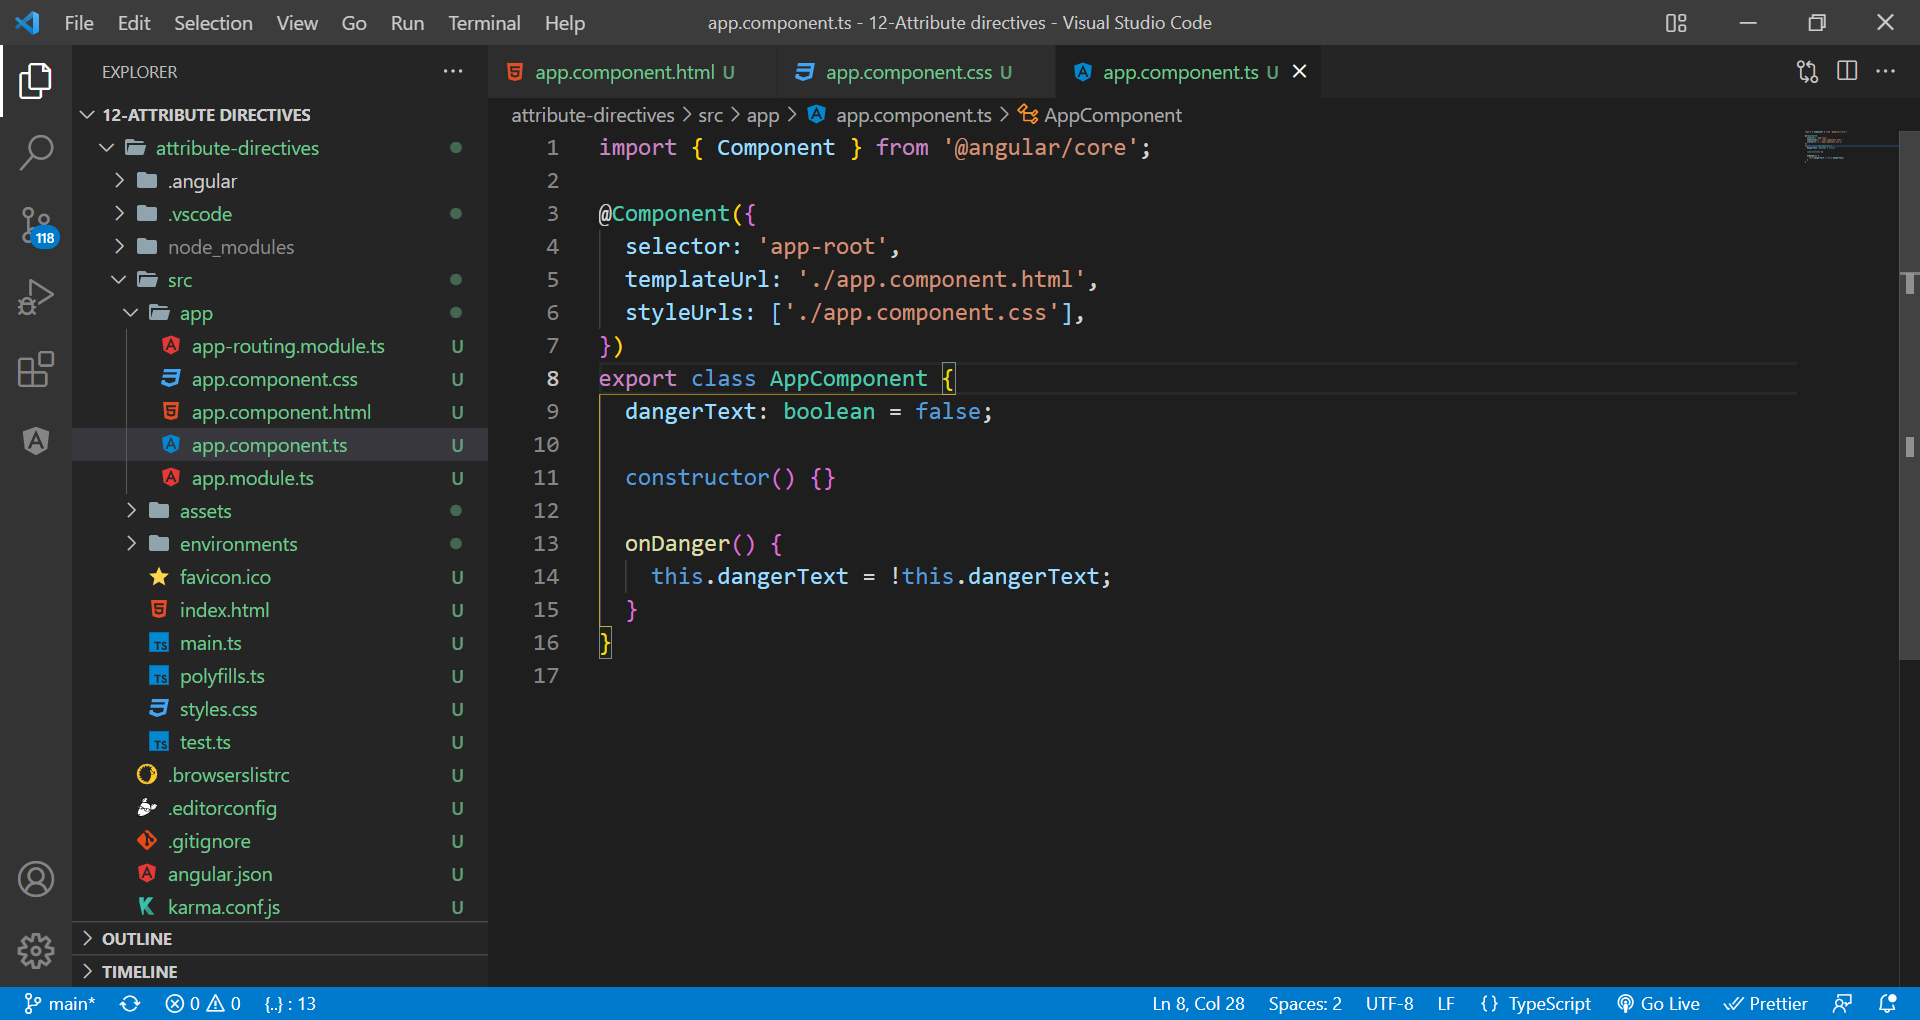 File Edit Selection View Go Run Terminal Help
app.component.ts - 12-Attribute directives - Visual Studio Code
EXPLORER
12-ATTRIBUTE DIRECTIVES
attribute-directives
.angular
.vscode
node_modules
src
app
app-routing.module.ts U
app.component.css U
app.component.html U
app.component.ts U
app.module.ts U
assets
environments
favicon.ico U
index.html U
TS main.ts U
TS polyfills.ts U
styles.css U
TS test.ts U
.browserslistrc U
.editorconfig U
.gitignore U
angular.json U
karma.conf.js U
OUTLINE
TIMELINE
118
app.component.html U
app.component.css U
app.component.ts U
attribute-directives > src > app > app.component.ts > AppComponent
1 import { Component } from '@angular/core';
2
3 @Component({
4 selector: 'app-root',
5 templateUrl: './app.component.html',
6 styleUrls: ['./app.component.css'],
7 })
8 export class AppComponent {
9 dangerText: boolean = false;
10
11 constructor() {}
12
13 onDanger() {
14 this.dangerText = !this.dangerText;
15 }
16 }
17
main* 0 0 {..} : 13 Ln 8, Col 28 Spaces: 2 UTF-8 LF {} TypeScript Go Live Prettier